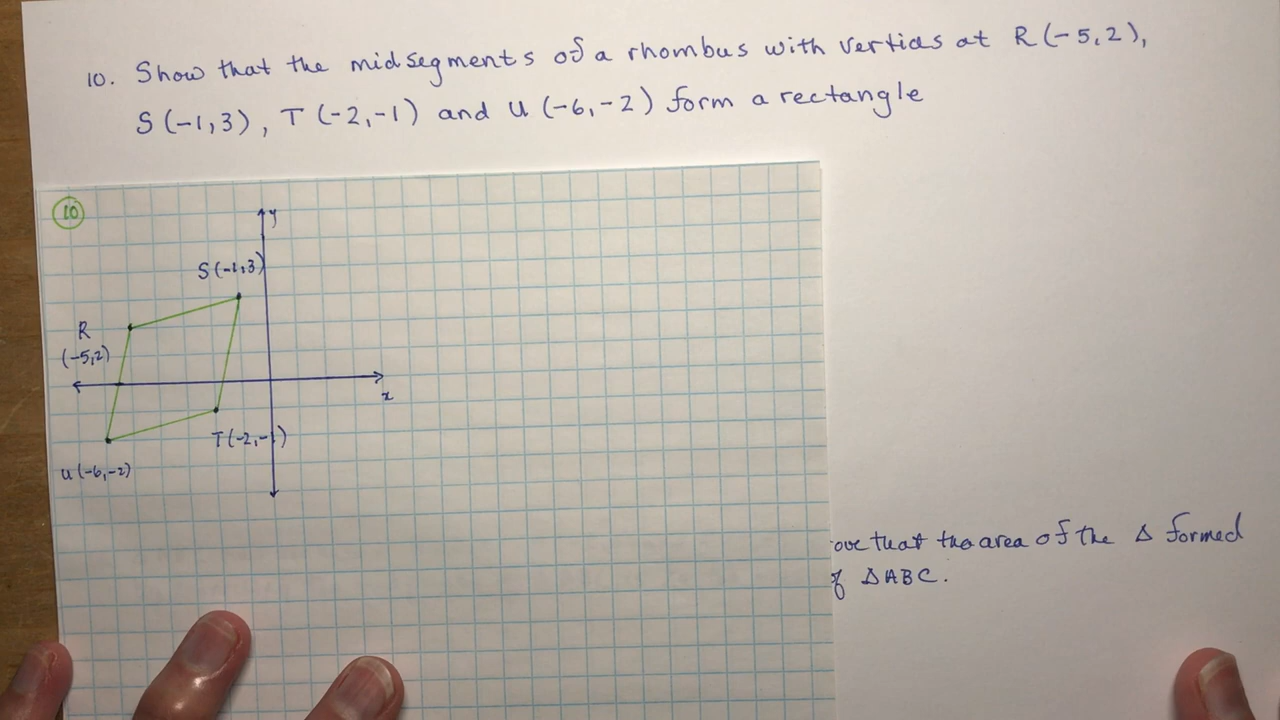 10. Show that the midsegments of a rhombus with vertices at R(-5,2),
S(-1,3), T(-2,-1) and U(-6,-2) form a rectangle
10
y
S(-1,3)
R
(-5,2)
x
T(-2,-1)
U(-6,-2)
ove that the area of the Δ formed
ΔABC.